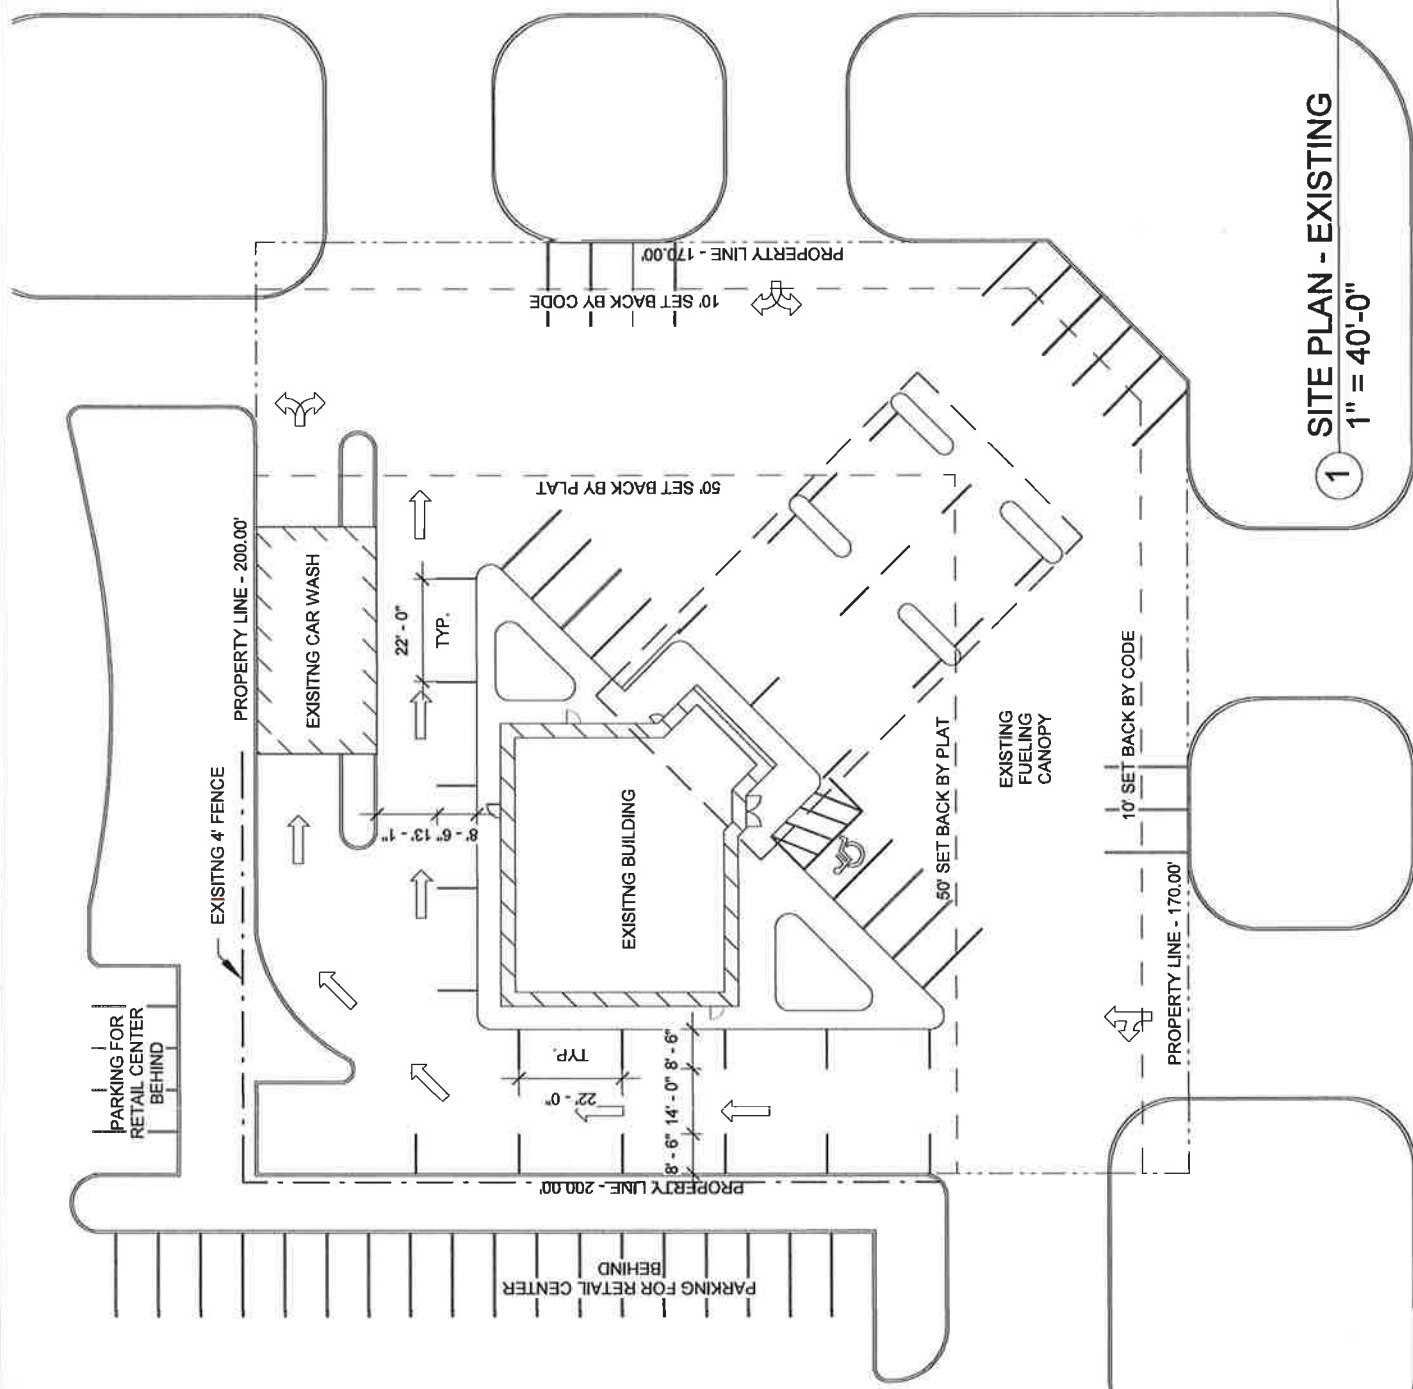 PROPERTY LINE - 170.00'
10' SET BACK BY CODE
50' SET BACK BY PLAT
PROPERTY LINE - 200.00'
EXISITNG CAR WASH
22' - 0"
TYP.
EXISITNG 4' FENCE
8' - 6"
13' - 1"
EXISITNG BUILDING
PARKING FOR
RETAIL CENTER
BEHIND
TYP.
22' - 0"
8' - 6"
14' - 0"
8' - 6"
PROPERTY LINE - 200.00'
PARKING FOR RETAIL CENTER
BEHIND
50' SET BACK BY PLAT
EXISTING
FUELING
CANOPY
10' SET BACK BY CODE
PROPERTY LINE - 170.00'
1
SITE PLAN - EXISTING
1" = 40'-0"